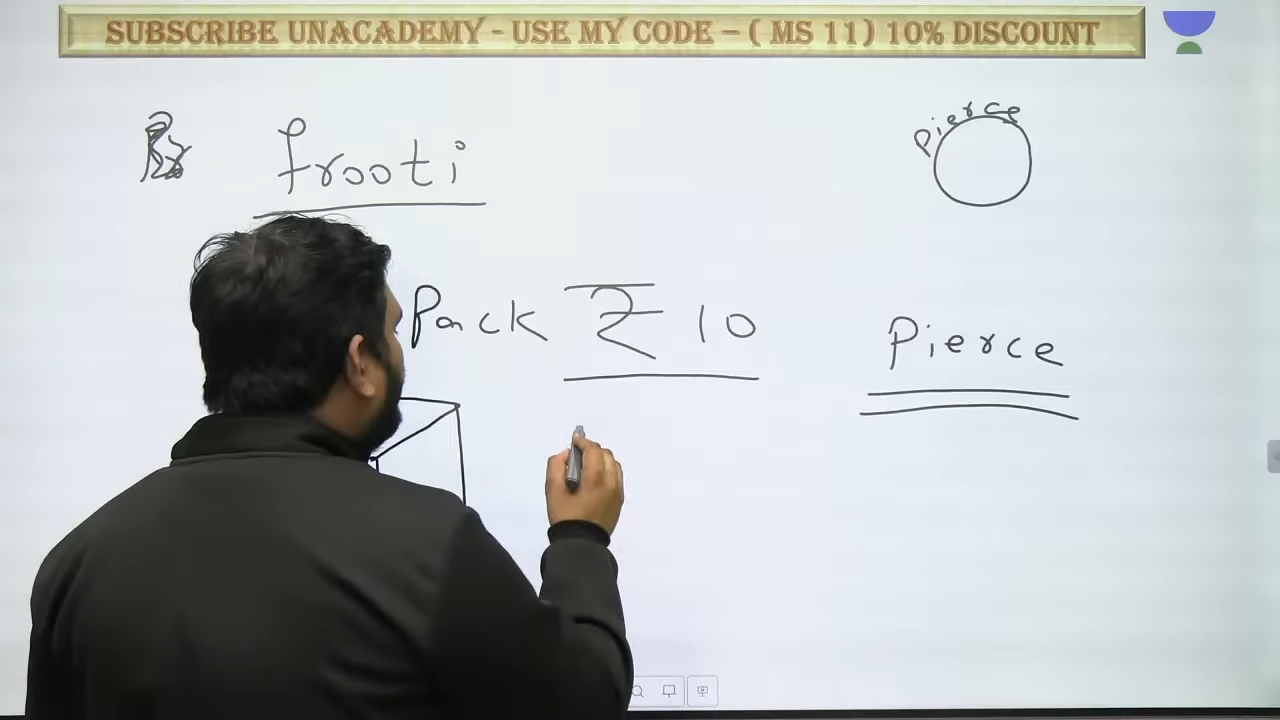 SUBSCRIBE UNACADEMY - USE MY CODE – ( MS 11) 10% DISCOUNT
Pierce
frooti
Pack ₹ 10
Pierce